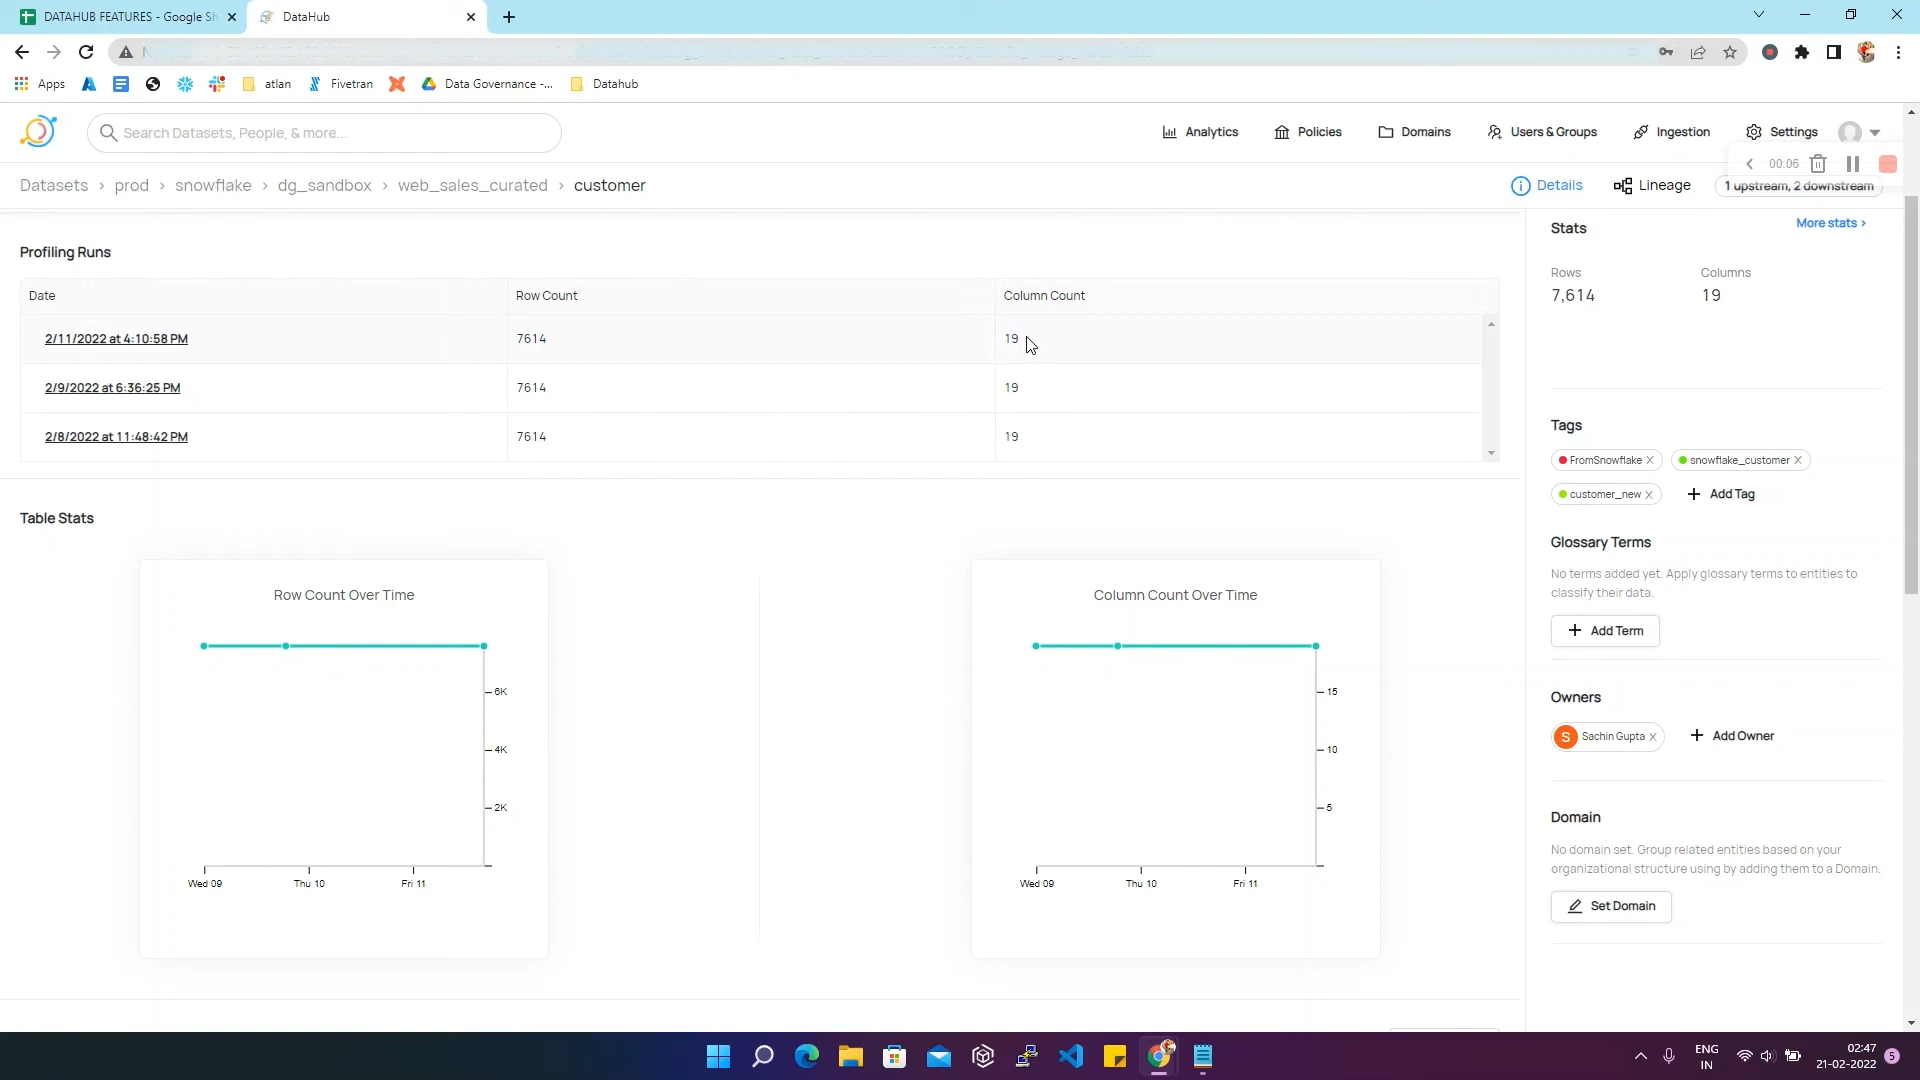 DATAHUB FEATURES - Google Sh
DataHub
Apps
atlan
Fivetran
Data Governance -...
Datahub
Search Datasets, People, & more...
Analytics
Policies
Domains
Users & Groups
Ingestion
Settings
00:06
Datasets > prod > snowflake > dg_sandbox > web_sales_curated > customer
Details
Lineage
1 upstream, 2 downstream
Profiling Runs
Date Row Count Column Count
2/11/2022 at 4:10:58 PM 7614 19
2/9/2022 at 6:36:25 PM 7614 19
2/8/2022 at 11:48:42 PM 7614 19
Table Stats
Row Count Over Time
6K
4K
2K
Wed 09 Thu 10 Fri 11
Column Count Over Time
15
10
5
Wed 09 Thu 10 Fri 11
Stats
More stats >
Rows Columns
7,614 19
Tags
FromSnowflake snowflake_customer
customer_new + Add Tag
Glossary Terms
No terms added yet. Apply glossary terms to entities to
classify their data.
+ Add Term
Owners
S Sachin Gupta + Add Owner
Domain
No domain set. Group related entities based on your
organizational structure using by adding them to a Domain.
Set Domain
ENG
IN
02:47
21-02-2022
5